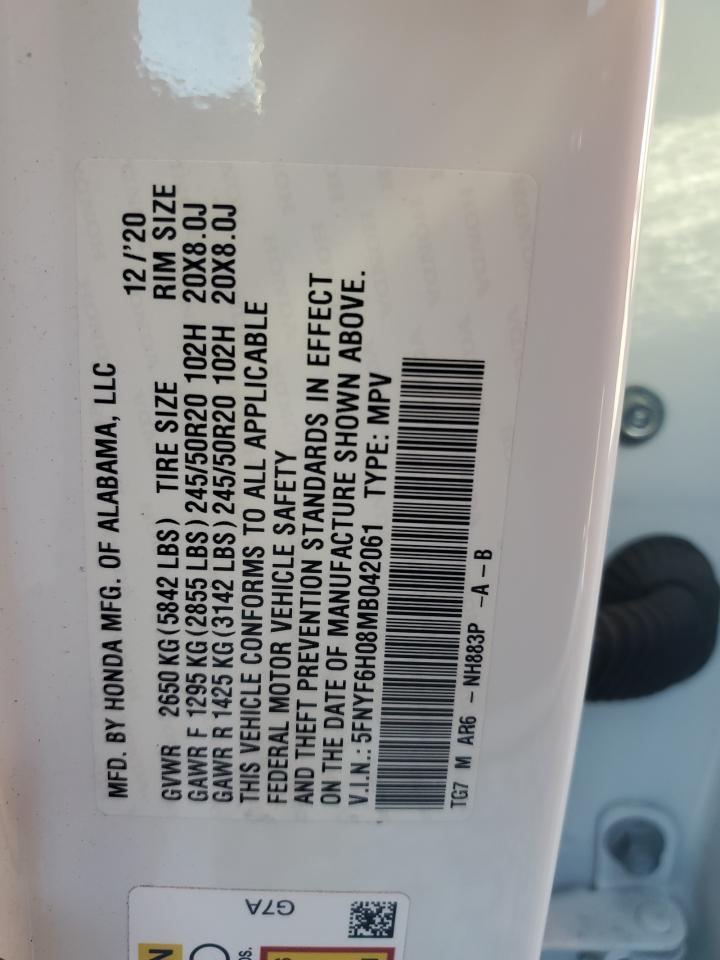 MFD. BY HONDA MFG. OF ALABAMA, LLC 12/'20
GVWR 2650 KG (5842 LBS) TIRE SIZE RIM SIZE
GAWR F 1295 KG (2855 LBS) 245/50R20 102H 20X8.0J
GAWR R 1425 KG (3142 LBS) 245/50R20 102H 20X8.0J
THIS VEHICLE CONFORMS TO ALL APPLICABLE
FEDERAL MOTOR VEHICLE SAFETY
AND THEFT PREVENTION STANDARDS IN EFFECT
ON THE DATE OF MANUFACTURE SHOWN ABOVE.
V.I.N.: 5FNYF6H08MB042061 TYPE: MPV
TG7 M AR6 - NH883P -A - B
G7A